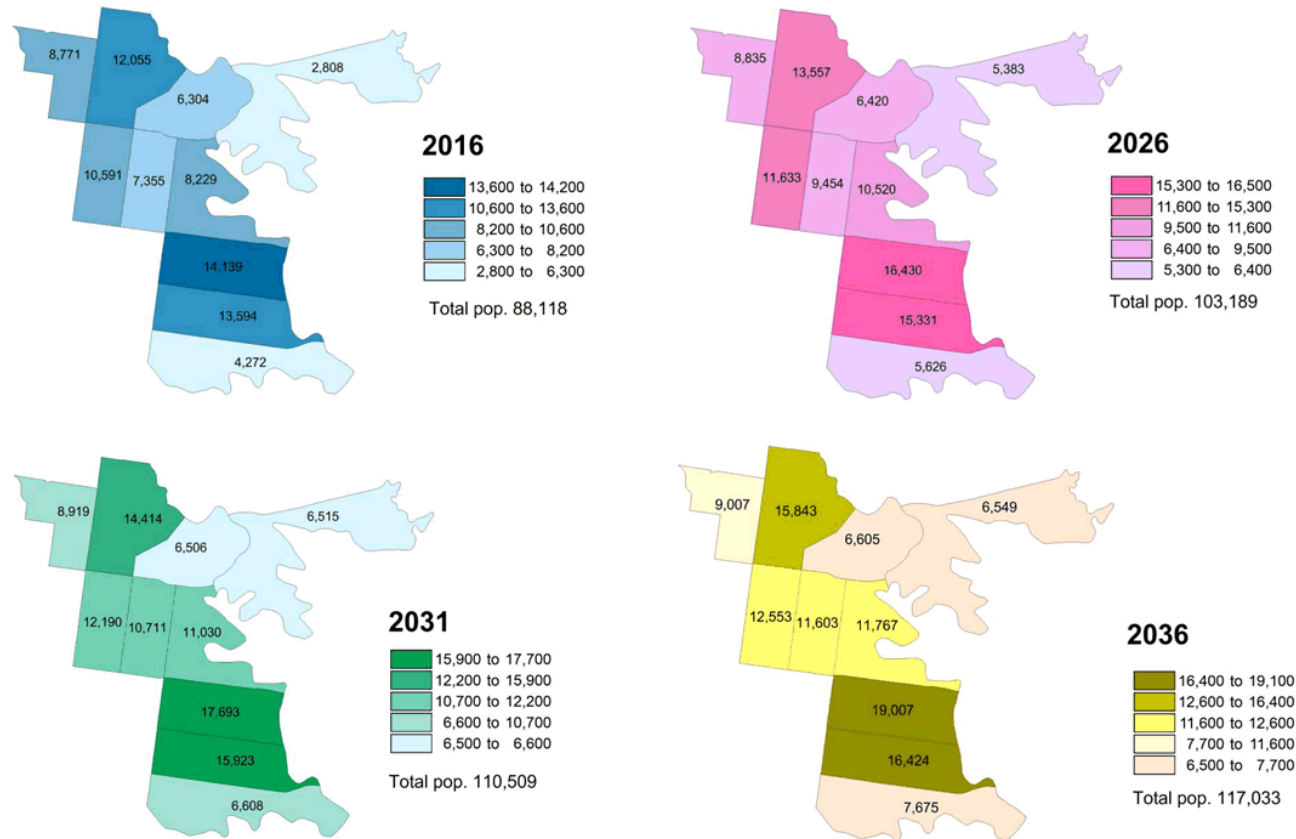 8,771
12,055
2,808
6,304
10,591
7,355
8,229
14,139
13,594
4,272
2016
13,600 to 14,200
10,600 to 13,600
8,200 to 10,600
6,300 to 8,200
2,800 to 6,300
Total pop. 88,118
8,835
13,557
5,383
6,420
11,633
9,454
10,520
16,430
15,331
5,626
2026
15,300 to 16,500
11,600 to 15,300
9,500 to 11,600
6,400 to 9,500
5,300 to 6,400
Total pop. 103,189
8,919
14,414
6,515
6,506
12,190
10,711
11,030
17,693
15,923
6,608
2031
15,900 to 17,700
12,200 to 15,900
10,700 to 12,200
6,600 to 10,700
6,500 to 6,600
Total pop. 110,509
9,007
15,843
6,549
6,605
12,553
11,603
11,767
19,007
16,424
7,675
2036
16,400 to 19,100
12,600 to 16,400
11,600 to 12,600
7,700 to 11,600
6,500 to 7,700
Total pop. 117,033